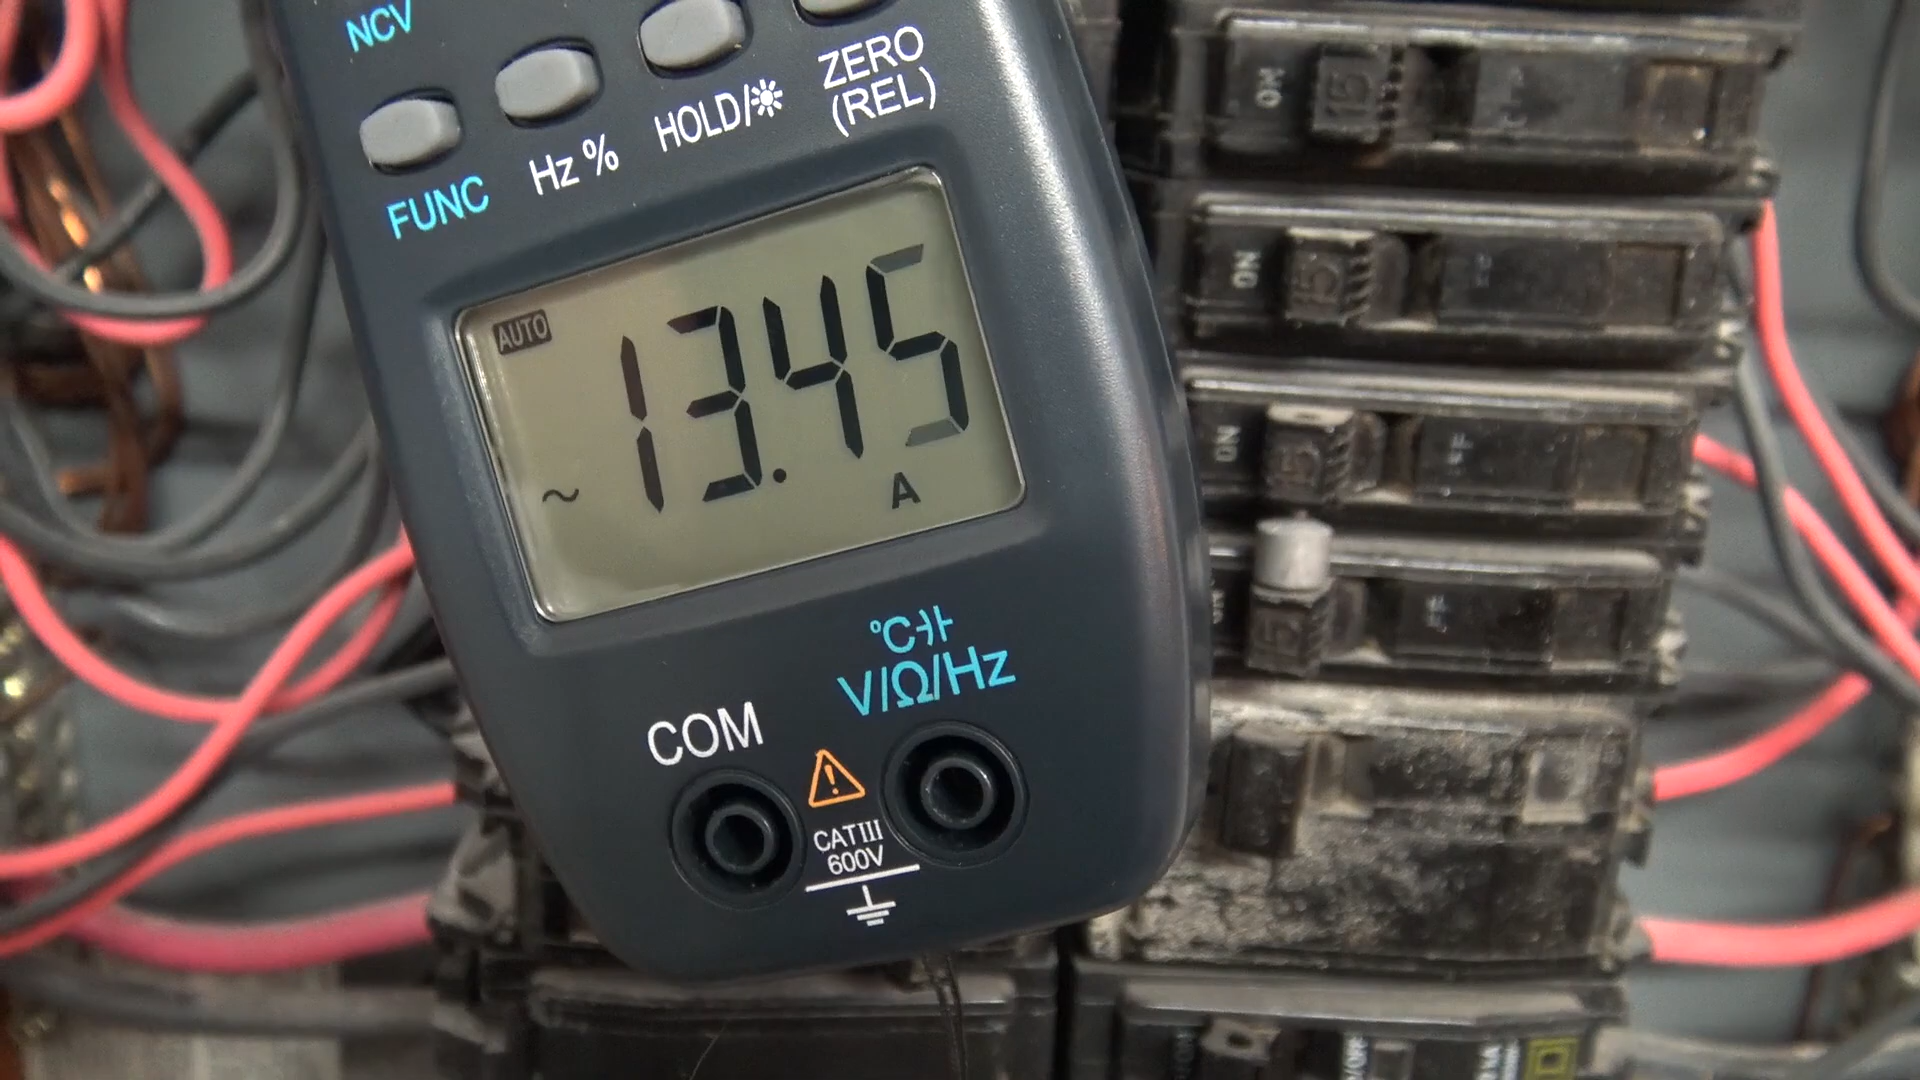 NCV
FUNC
Hz %
HOLD/
ZERO
(REL)
AUTO
~ 13.45
A
COM
°C
V/Ω/Hz
CAT III
600V
ON
15
ON
15
ON
15
15